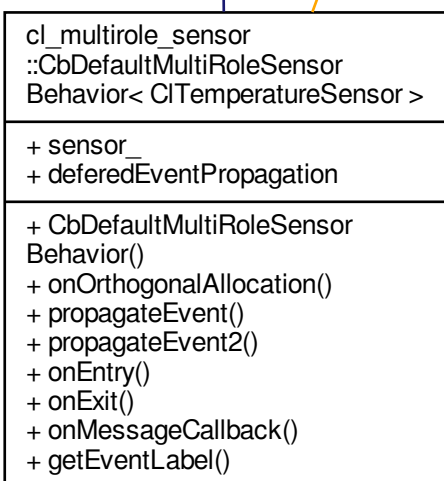 cl_multirole_sensor
::CbDefaultMultiRoleSensor
Behavior< ClTemperatureSensor >
+ sensor_
+ deferedEventPropagation
+ CbDefaultMultiRoleSensor
Behavior()
+ onOrthogonalAllocation()
+ propagateEvent()
+ propagateEvent2()
+ onEntry()
+ onExit()
+ onMessageCallback()
+ getEventLabel()